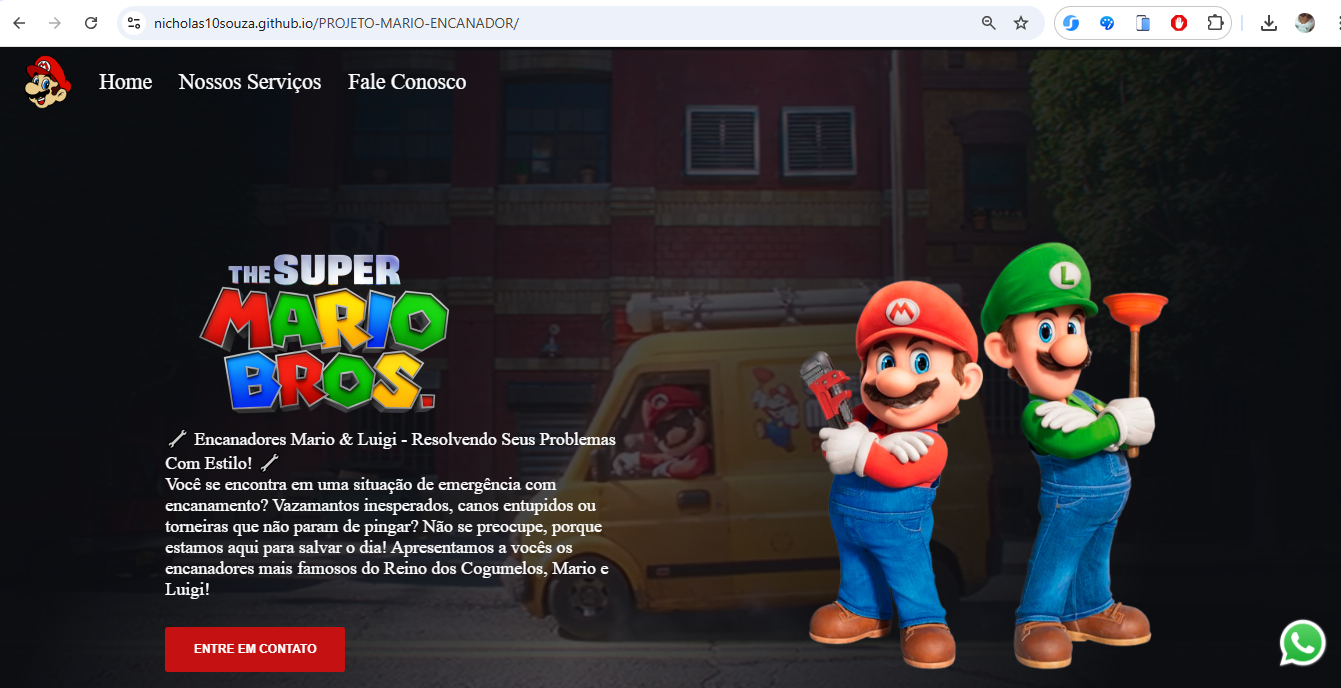 nicholas10souza.github.io/PROJETO-MARIO-ENCANADOR/
Home Nossos Serviços Fale Conosco
THE SUPER
MARIO
BROS.
M
L
Encanadores Mario & Luigi - Resolvendo Seus Problemas
Com Estilo!
Você se encontra em uma situação de emergência com
encanamento? Vazamantos inesperados, canos entupidos ou
torneiras que não param de pingar? Não se preocupe, porque
estamos aqui para salvar o dia! Apresentamos a vocês os
encanadores mais famosos do Reino dos Cogumelos, Mario e
Luigi!
ENTRE EM CONTATO